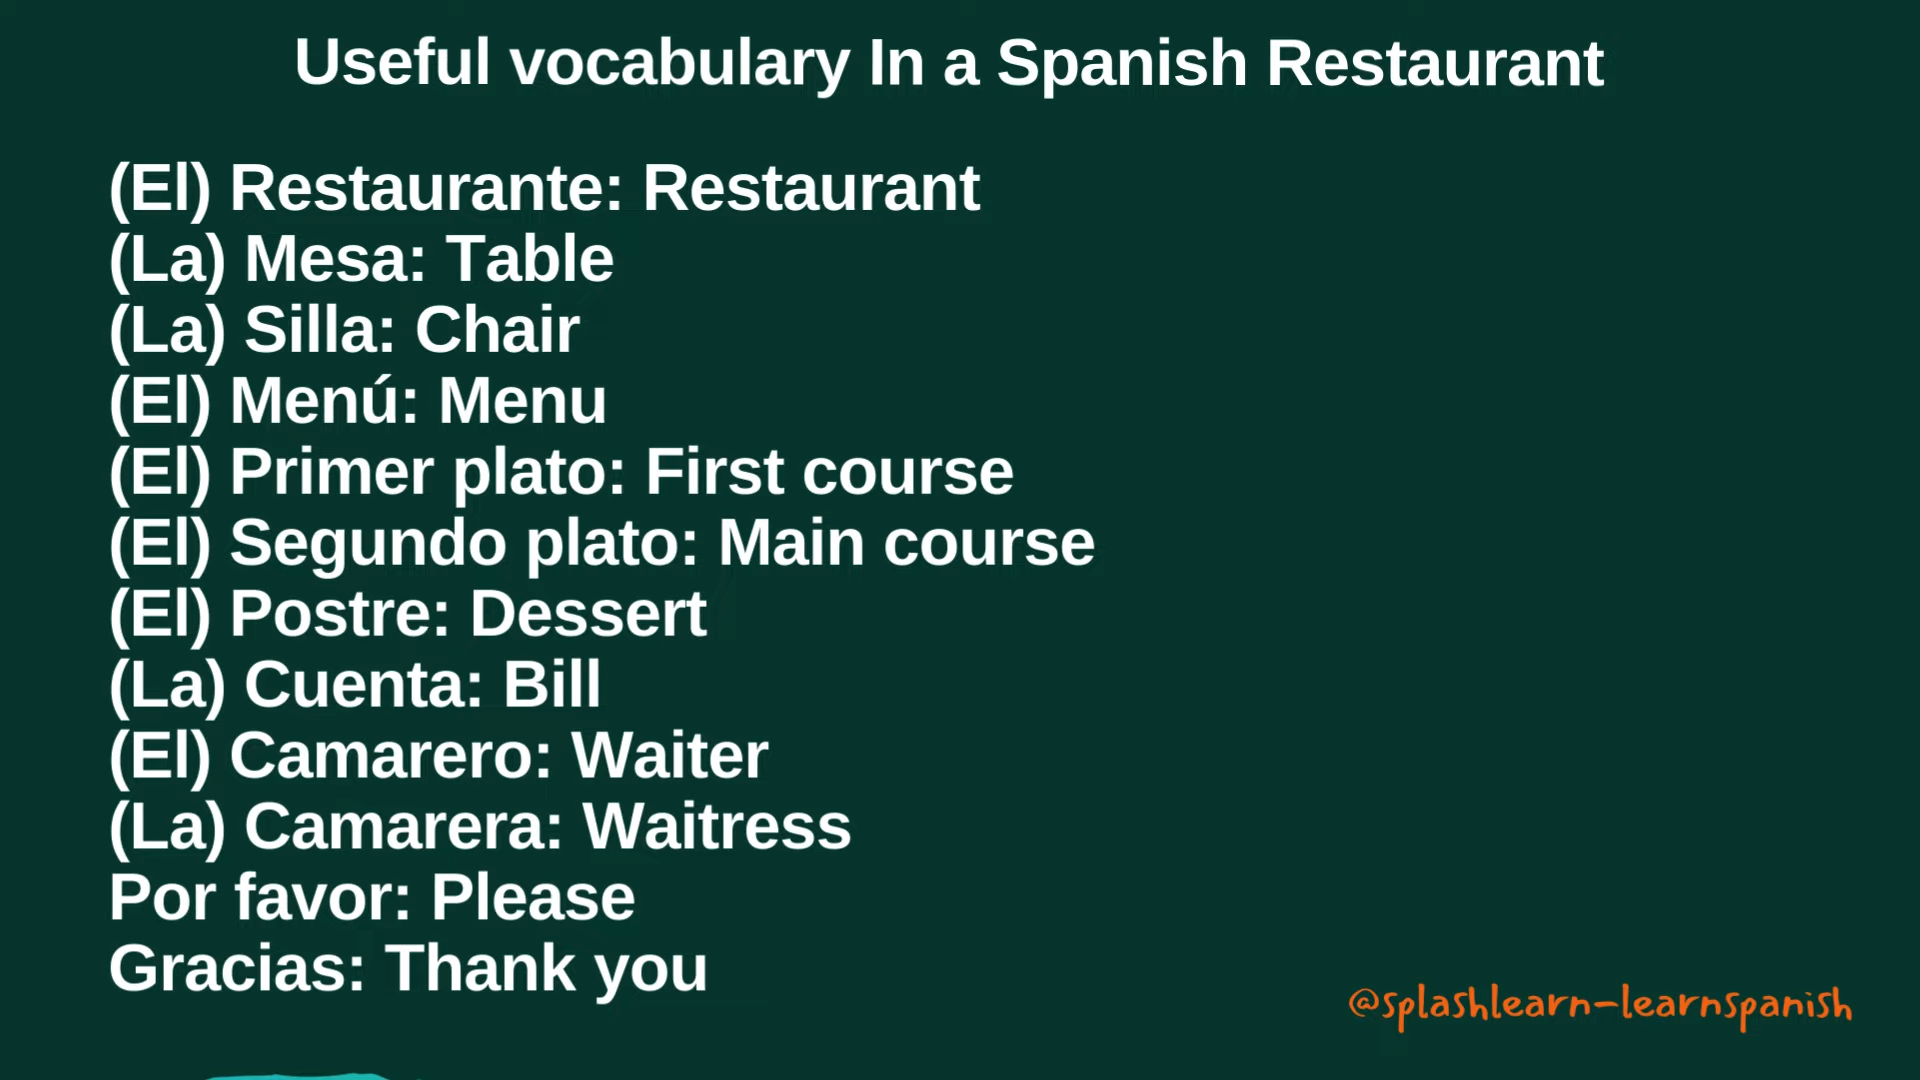 Useful vocabulary In a Spanish Restaurant
(El) Restaurante: Restaurant
(La) Mesa: Table
(La) Silla: Chair
(El) Menú: Menu
(El) Primer plato: First course
(El) Segundo plato: Main course
(El) Postre: Dessert
(La) Cuenta: Bill
(El) Camarero: Waiter
(La) Camarera: Waitress
Por favor: Please
Gracias: Thank you
@splashlearn-learnspanish